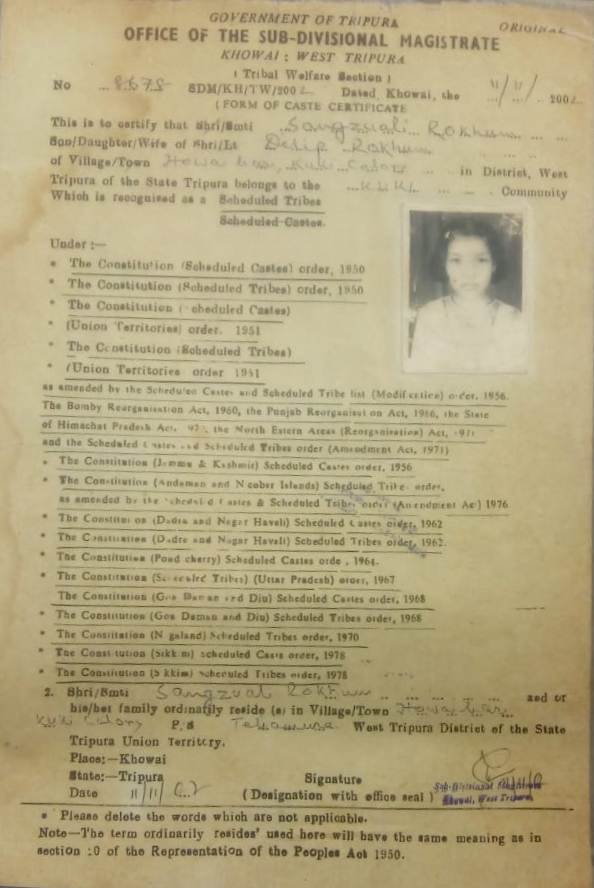 GOVERNMENT OF TRIPURA
ORIGINAL
OFFICE OF THE SUB-DIVISIONAL MAGISTRATE
KHOWAI : WEST TRIPURA
( Tribal Welfare Section )
No ... 8678 SDM/KH/TW/2002 Dated, Khowai, the 11/11/ 2002
( FORM OF CASTE CERTIFICATE
This is to certify that Shri/Smti Sangzuali Rokhum
Son/Daughter/Wife of Shri/Lt Delip Rokhum
of Village/Town Howaibari, Kuki Colony in District, West
Tripura of the State Tripura belongs to the Kuki Community
Which is recognised as a Scheduled Tribes
Scheduled-Castes.
Under :—
* The Constitution (Scheduled Castes) order, 1950
* The Constitution (Scheduled Tribes) order, 1950
* The Constitution (cheduled Castes)
* (Union Territories) order. 1951
* The Constitution (Scheduled Tribes)
* (Union Territories order 1951
as amended by the Scheduled Castes and Scheduled Tribe list (Modification) order, 1956.
The Bomby Reorganisation Act, 1960, the Punjab Reorganisation Act, 1966, the State
of Himachat Pradesh Act, the North Estern Areas (Reorganisation) Act,
and the Scheduled Castes and Scheduled Tribes order (Amendment Act, 1971)
* The Constitution (Jammu & Kashmir) Scheduled Castes order, 1956
* The Constitution (Andaman and Nicober Islands) Scheduled Tribe order,
as amended by the Scheduled Castes & Scheduled Tribes order (Amendment Act) 1976
* The Constitution (Dadra and Nagar Haveli) Scheduled Castes order, 1962
* The Constitution (Dadre and Nagar Haveli) Scheduled Tribes order, 1962.
* The Constitution (Pond cherry) Scheduled Castes orde , 1964.
* The Constitution (Scheduled Tribes) (Uttar Pradesh) order, 1967
The Constitution (Goa Daman and Diu) Scheduled Castes order, 1968
* The Constitution (Goa Daman and Diu) Scheduled Tribes order, 1968
* The Constitution (N galand) Scheduled Tribes order, 1970
* The Constitution (Sikkim) scheduled Caste order, 1978
* The Constitution (Sikkim) Scheduled Tribes order, 1978
2. Shri/Smti Sangzuali Rokhum and or
his/her family ordinarily reside (s) in Village/Town Howaibari
Kuki Colony P.S Teliamura West Tripura District of the State
Tripura Union Territory.
Place:—Khowai
State:—Tripura Signature
Date 11/11/02 ( Designation with office seal )
Sub-Divisional Magistrate
Khowai, West Tripura
* Please delete the words which are not applicable.
Note—The term ordinarily resides' used here will have the same meaning as in
section 20 of the Representation of the Peoples Act 1950.